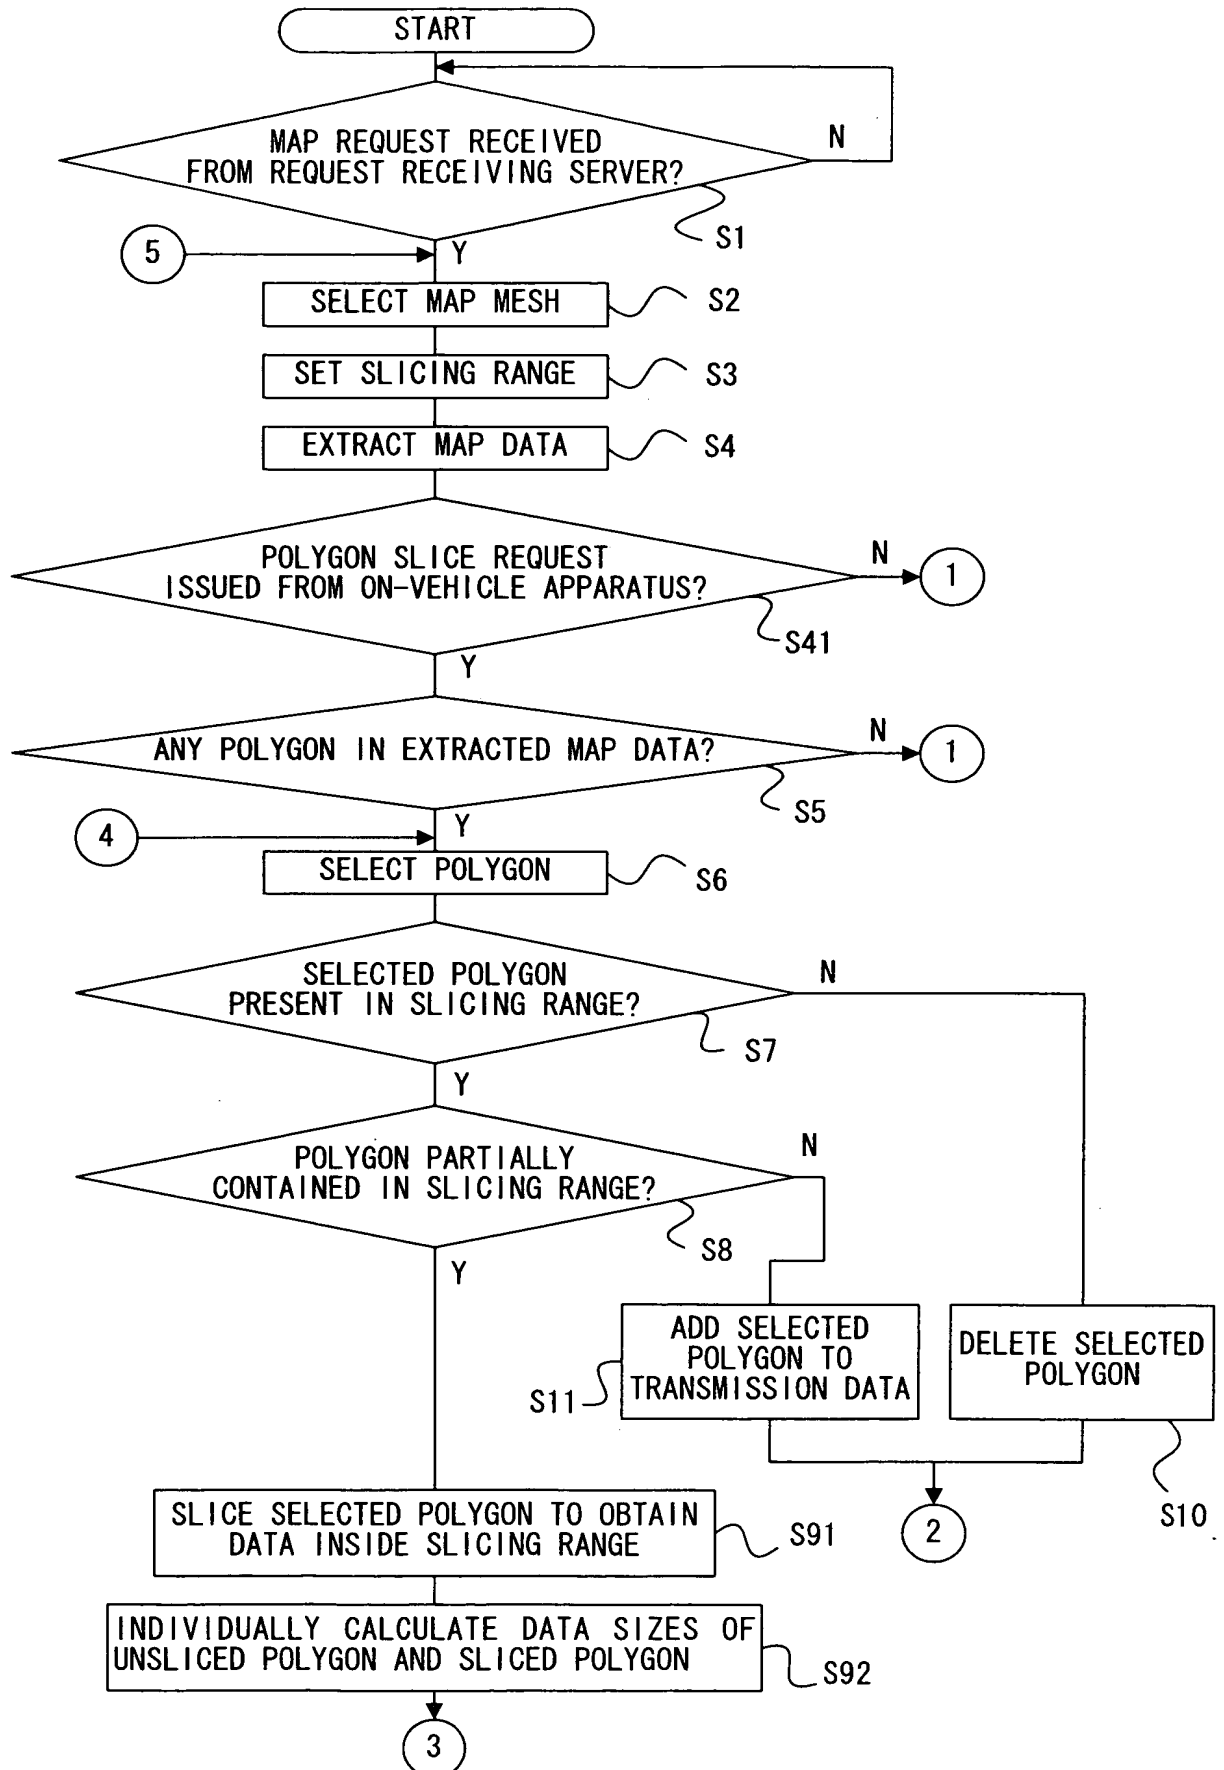 START
MAP REQUEST RECEIVED
FROM REQUEST RECEIVING SERVER?
N
S1
5
Y
SELECT MAP MESH
S2
SET SLICING RANGE
S3
EXTRACT MAP DATA
S4
POLYGON SLICE REQUEST
ISSUED FROM ON-VEHICLE APPARATUS?
N
1
S41
Y
ANY POLYGON IN EXTRACTED MAP DATA?
N
1
S5
4
Y
SELECT POLYGON
S6
SELECTED POLYGON
PRESENT IN SLICING RANGE?
N
S7
Y
POLYGON PARTIALLY
CONTAINED IN SLICING RANGE?
N
S8
Y
ADD SELECTED
POLYGON TO
TRANSMISSION DATA
S11
DELETE SELECTED
POLYGON
S10
2
SLICE SELECTED POLYGON TO OBTAIN
DATA INSIDE SLICING RANGE
S91
INDIVIDUALLY CALCULATE DATA SIZES OF
UNSLICED POLYGON AND SLICED POLYGON
S92
3